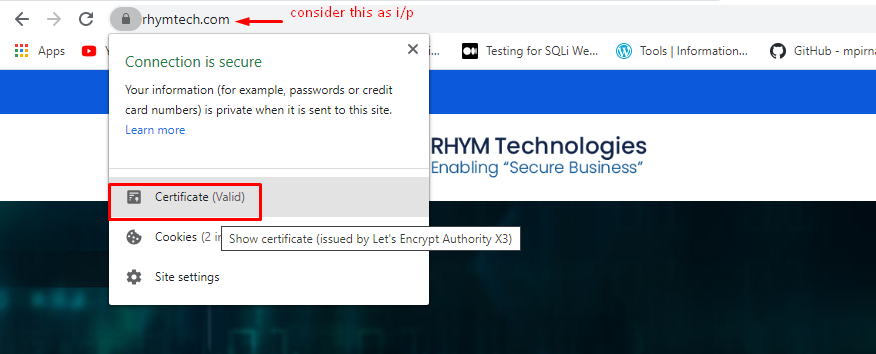 rhymtech.com
consider this as i/p
Apps
Testing for SQLi We...
Tools | Information...
GitHub - mpirna
Connection is secure
Your information (for example, passwords or credit
card numbers) is private when it is sent to this site.
Learn more
RHYM Technologies
Enabling “Secure Business”
Certificate (Valid)
Cookies (2 in
Show certificate (issued by Let's Encrypt Authority X3)
Site settings